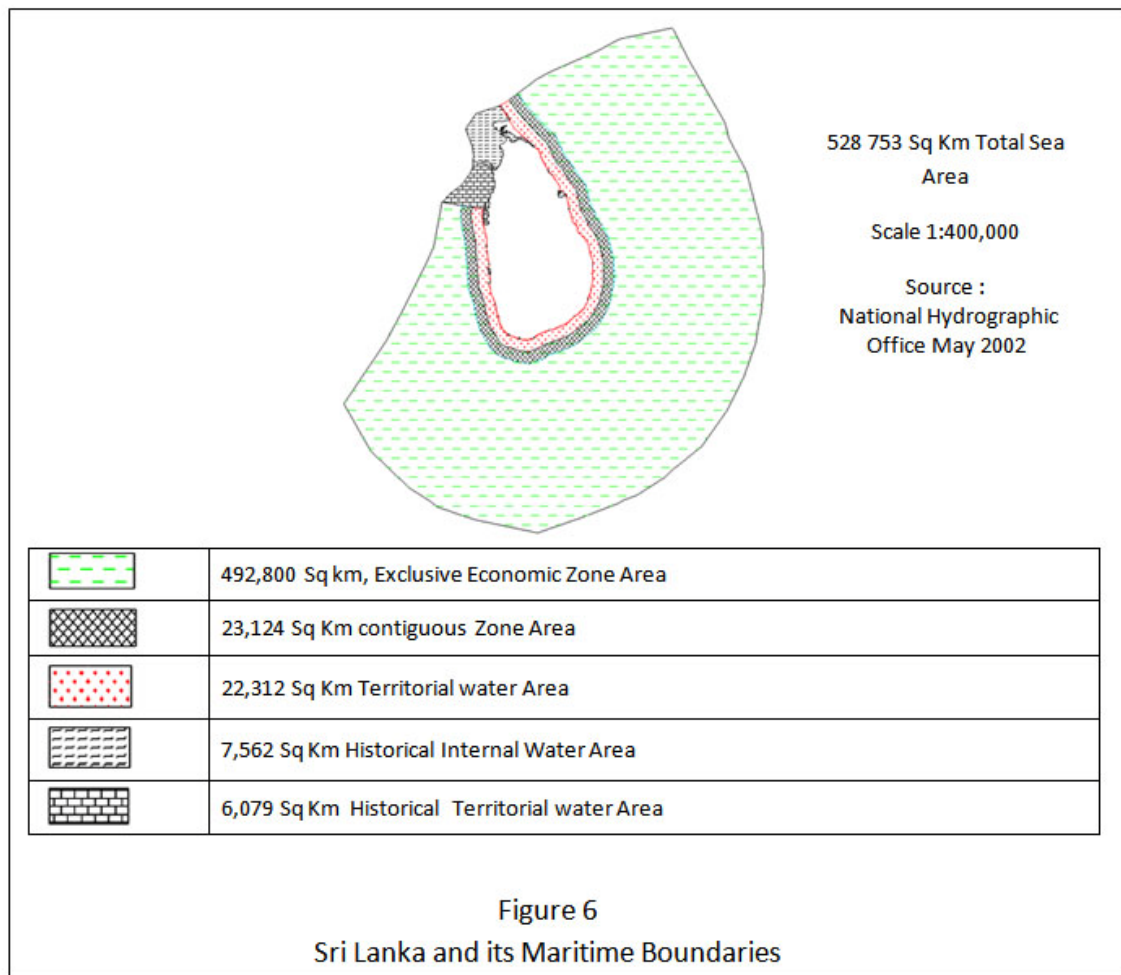 528 753 Sq Km Total Sea
Area
Scale 1:400,000
Source :
National Hydrographic
Office May 2002
492,800 Sq km, Exclusive Economic Zone Area
23,124 Sq Km contiguous Zone Area
22,312 Sq Km Territorial water Area
7,562 Sq Km Historical Internal Water Area
6,079 Sq Km Historical Territorial water Area
Figure 6
Sri Lanka and its Maritime Boundaries